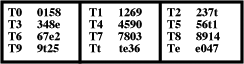 T0 0158 T1 1269 T2 237t
T3 348e T4 4590 T5 56t1
T6 67e2 T7 7803 T8 8914
T9 9t25 Tt te36 Te e047